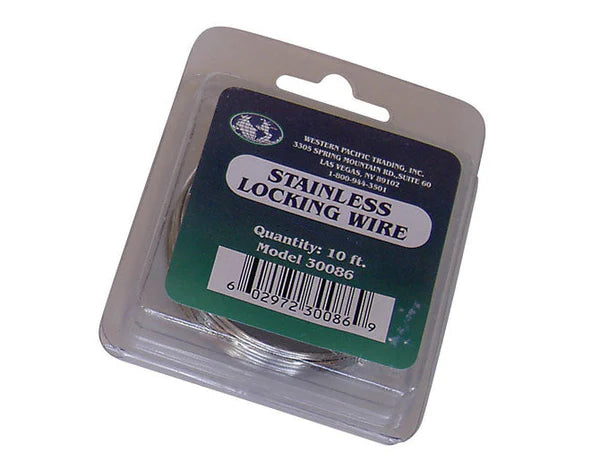 WESTERN PACIFIC TRADING, INC.
3305 SPRING MOUNTAIN RD., SUITE 60
LAS VEGAS, NV 89102
1-800-944-3501
STAINLESS
LOCKING WIRE
Quantity: 10 ft.
Model 30086
6 02972 30086 9